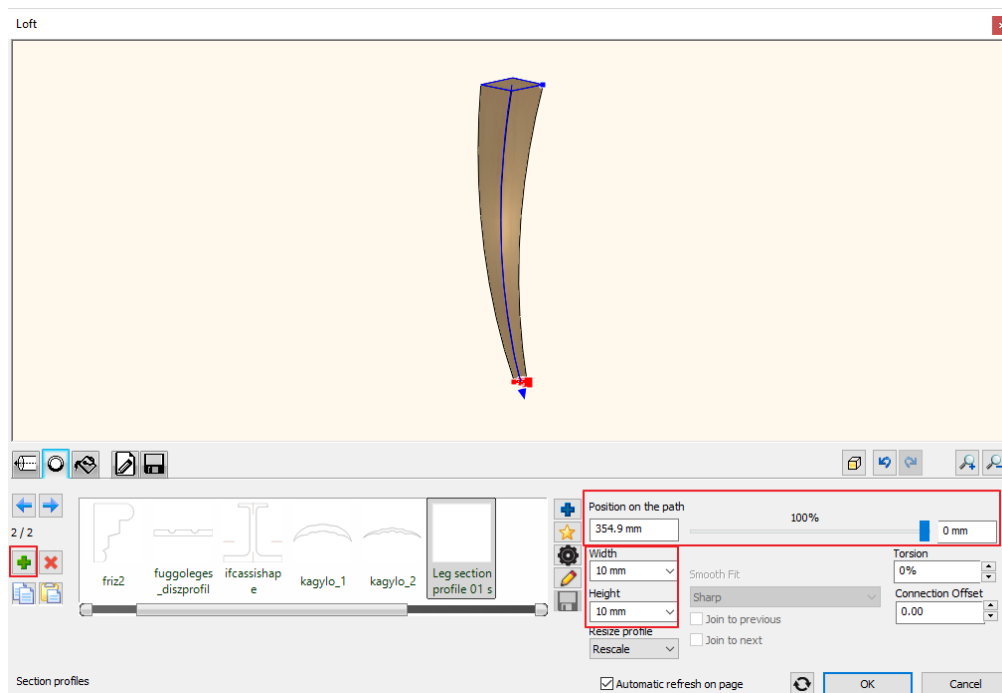 Loft
Position on the path
354.9 mm
100%
0 mm
2 / 2
friz2
fuggoleges
_diszprofil
ifcassishap
e
kagylo_1
kagylo_2
Leg section
profile 01 s
Width
10 mm
Height
10 mm
Resize profile
Rescale
Smooth Fit
Sharp
Join to previous
Join to next
Torsion
0%
Connection Offset
0.00
Section profiles
Automatic refresh on page
OK
Cancel